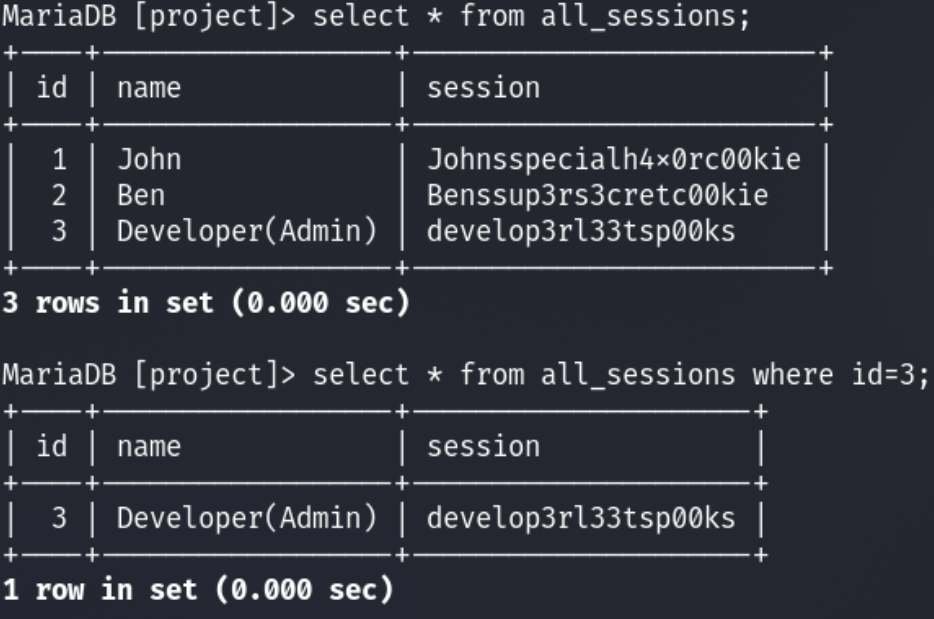 MariaDB [project]> select * from all_sessions;
+----+------------------+-------------------------+
| id | name | session |
+----+------------------+-------------------------+
| 1 | John | Johnsspecialh4×0rc00kie |
| 2 | Ben | Benssup3rs3cretc00kie |
| 3 | Developer(Admin) | develop3rl33tsp00ks |
+----+------------------+-------------------------+
3 rows in set (0.000 sec)
MariaDB [project]> select * from all_sessions where id=3;
+----+------------------+---------------------+
| id | name | session |
+----+------------------+---------------------+
| 3 | Developer(Admin) | develop3rl33tsp00ks |
+----+------------------+---------------------+
1 row in set (0.000 sec)